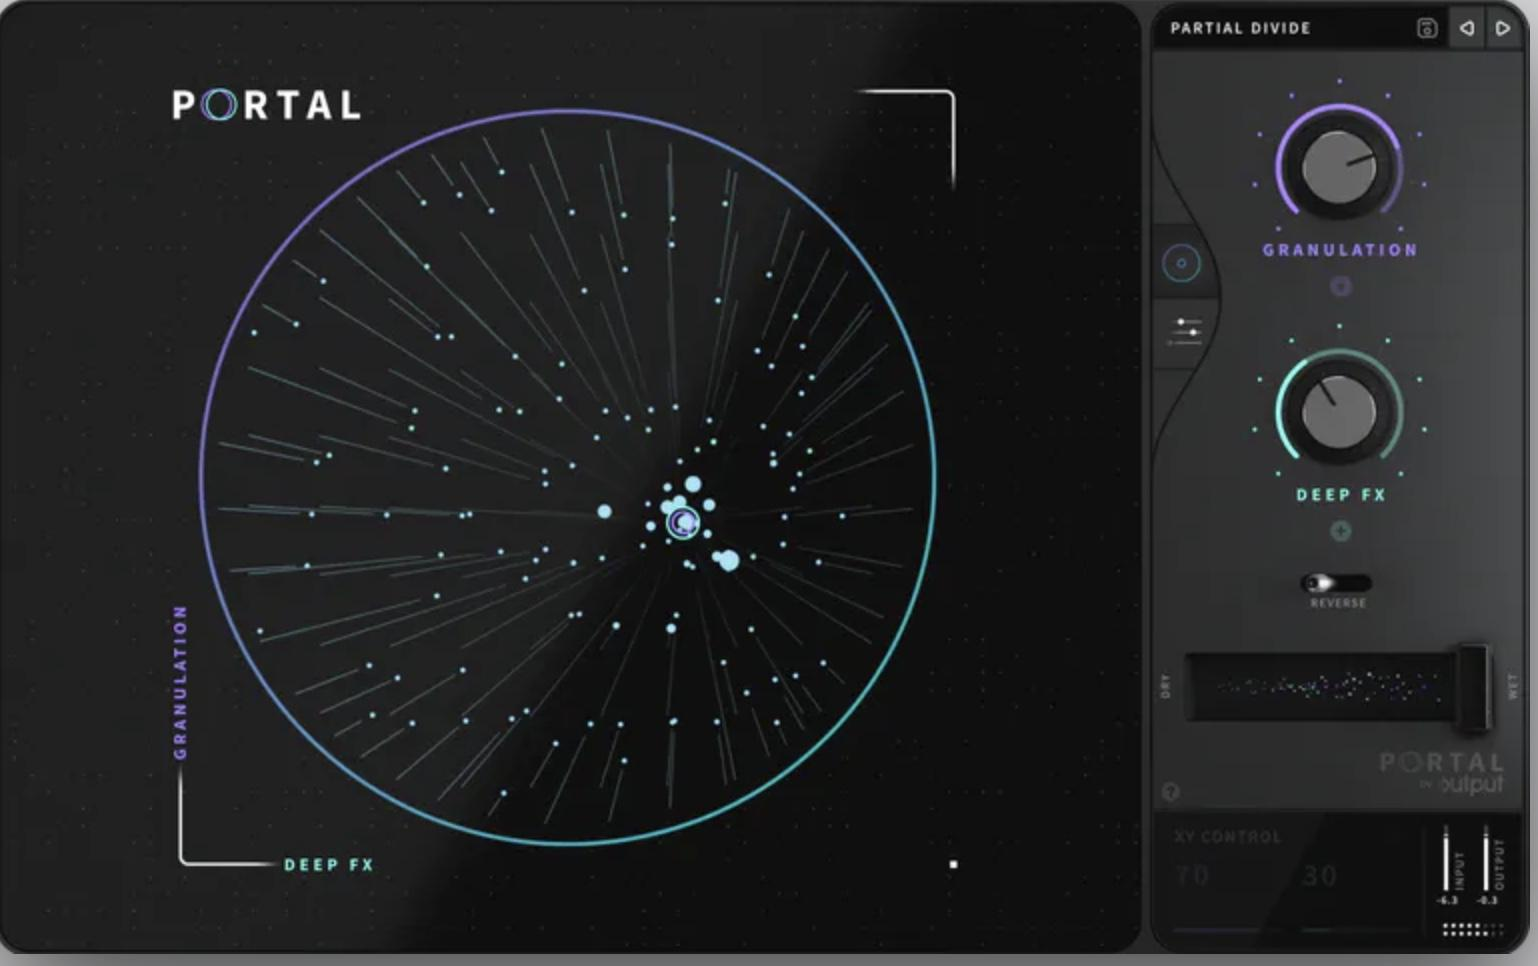 PORTAL
GRANULATION
DEEP FX
PARTIAL DIVIDE
GRANULATION
DEEP FX
REVERSE
DRY
WET
PORTAL
BY output
?
XY CONTROL
70
30
INPUT
OUTPUT
-6.3
-0.3